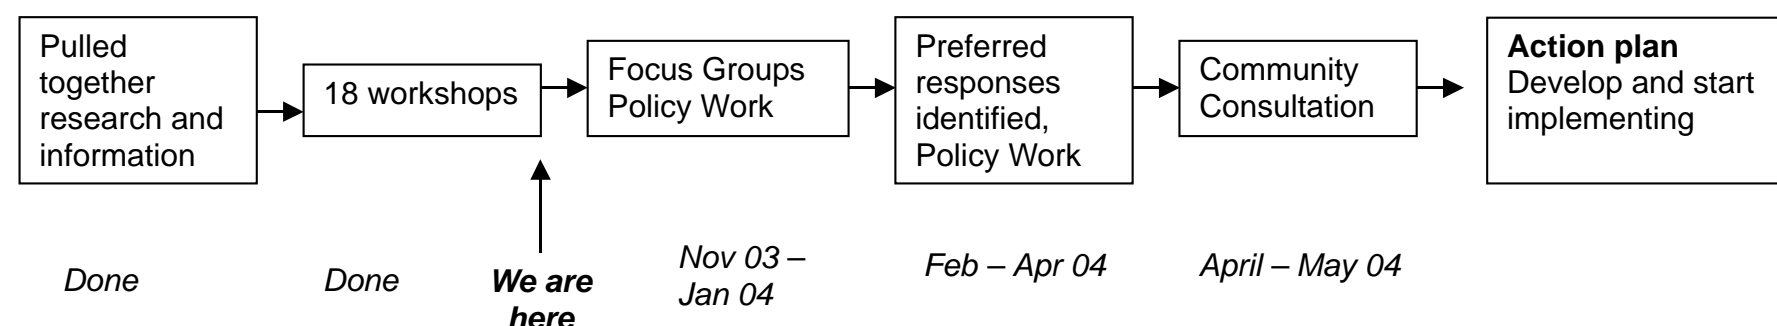 Pulled
together
research and
information
18 workshops
Focus Groups
Policy Work
Preferred
responses
identified,
Policy Work
Community
Consultation
Action plan
Develop and start
implementing
Done
Done
We are
here
Nov 03 –
Jan 04
Feb – Apr 04
April – May 04